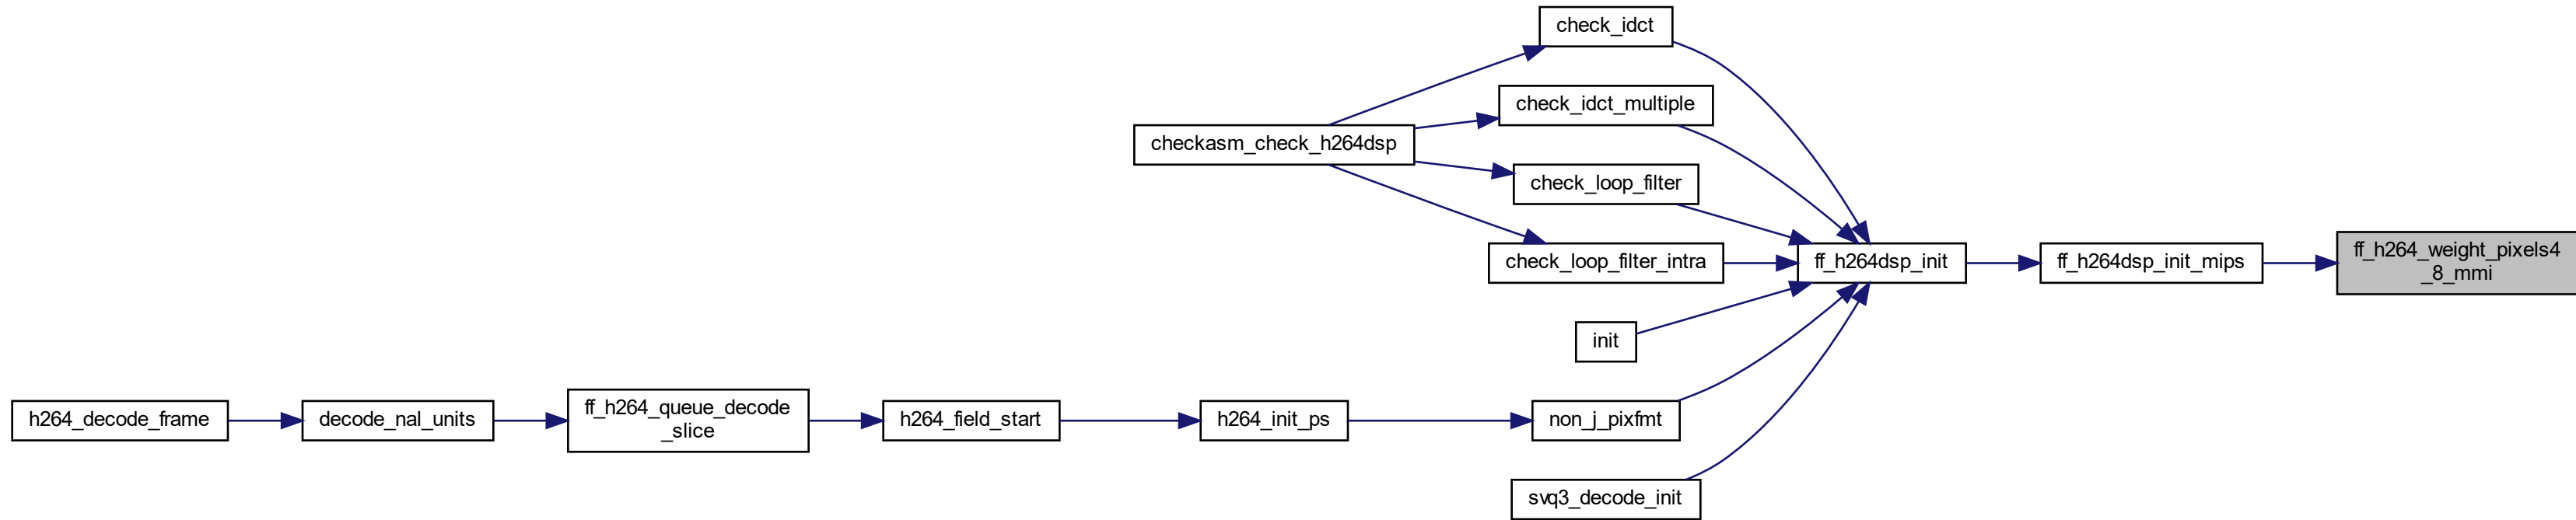 check_idct
check_idct_multiple
checkasm_check_h264dsp
check_loop_filter
check_loop_filter_intra
ff_h264dsp_init
ff_h264dsp_init_mips
ff_h264_weight_pixels4
_8_mmi
init
h264_decode_frame
decode_nal_units
ff_h264_queue_decode
_slice
h264_field_start
h264_init_ps
non_j_pixfmt
svq3_decode_init